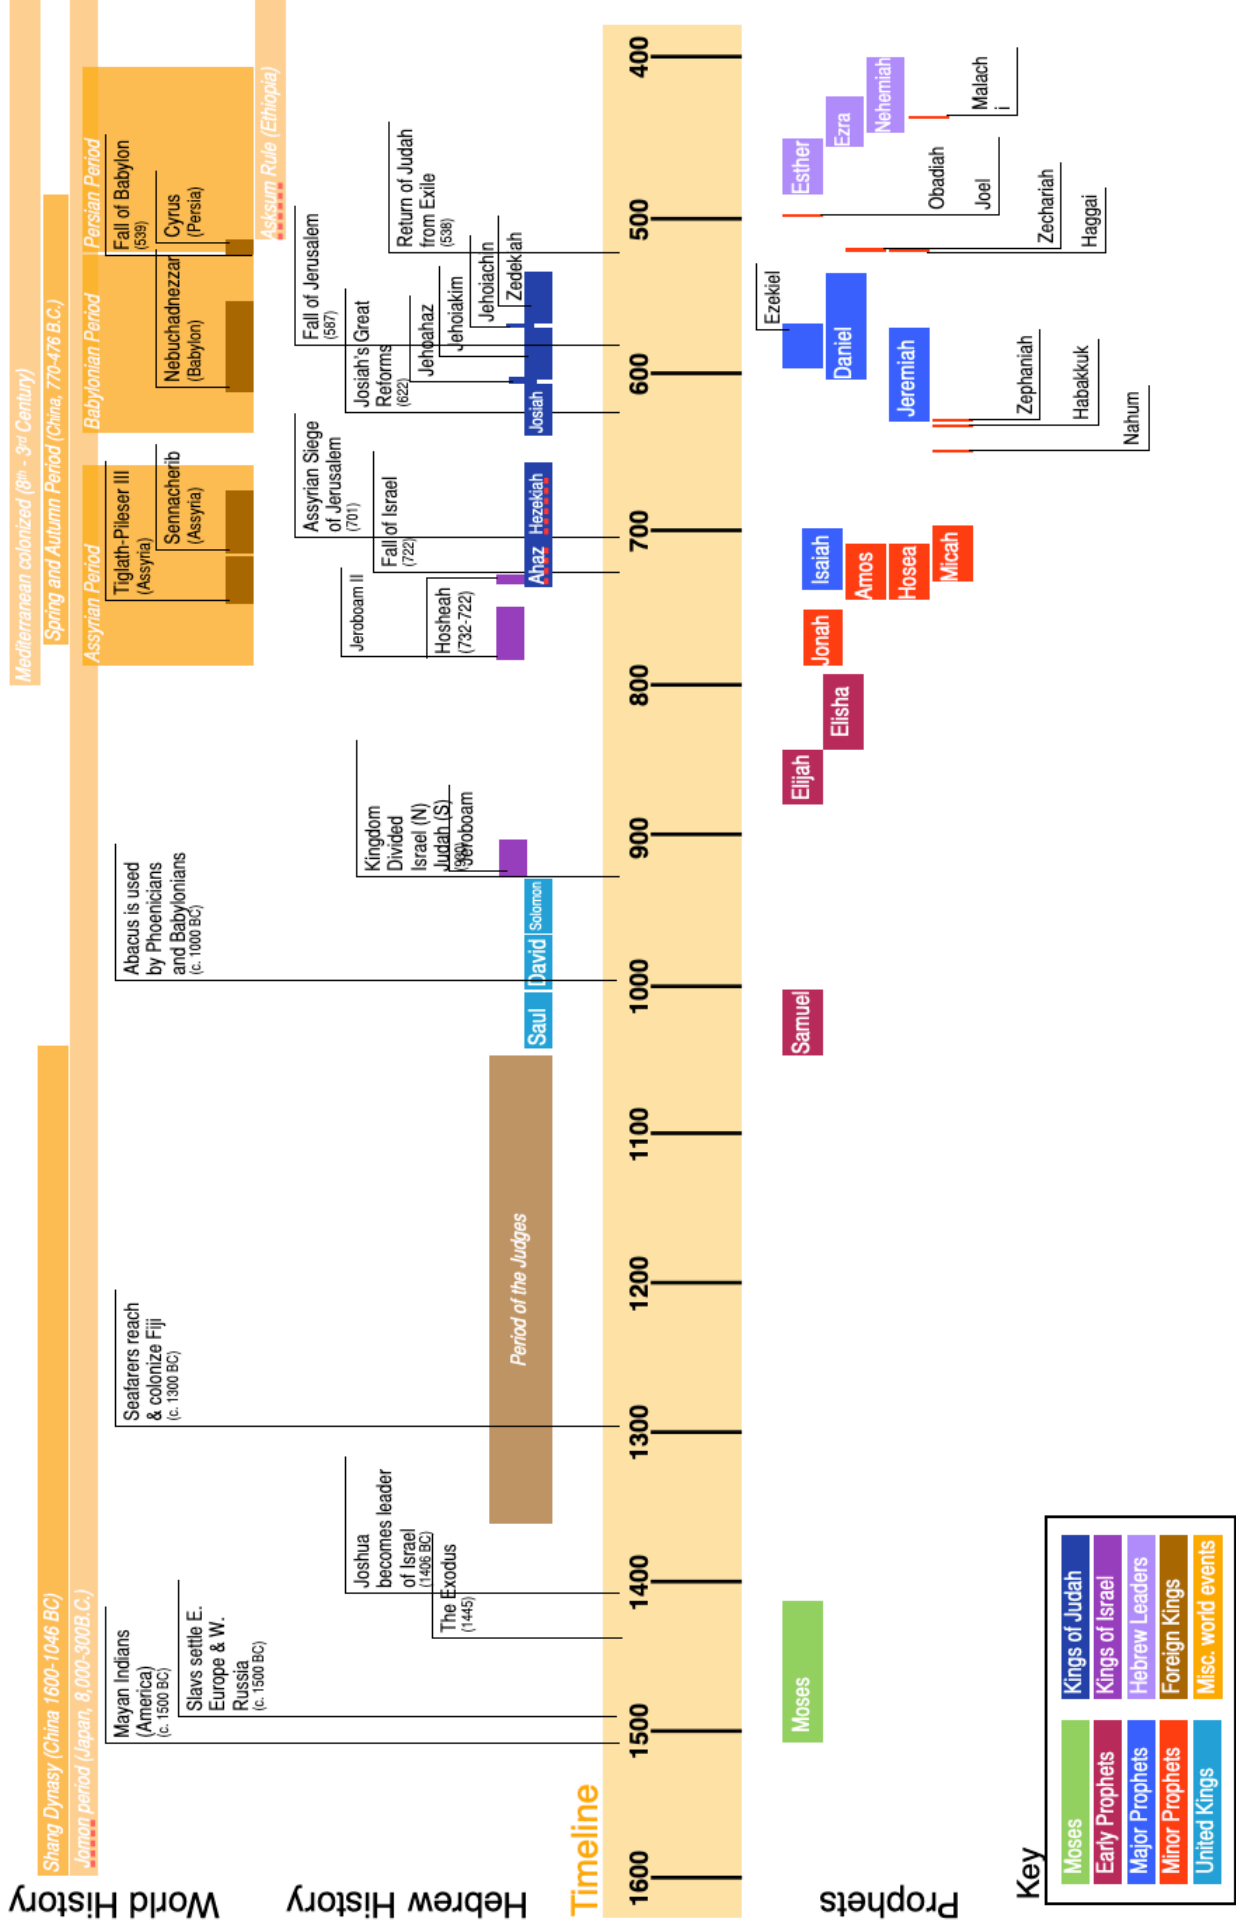 World History
Shang Dynasy (China 1600-1046 BC)
Jomon period (Japan, 8,000-300B.C.)
Mediterranean colonized (8th - 3rd Century)
Spring and Autumn Period (China, 770-476 B.C.)
Mayan Indians
(America)
(c. 1500 BC)
Slavs settle E.
Europe & W.
Russia
(c. 1500 BC)
Seafarers reach
& colonize Fiji
(c. 1300 BC)
Abacus is used
by Phoenicians
and Babylonians
(c. 1000 BC)
Assyrian Period
Tiglath-Pileser III
(Assyria)
Sennacherib
(Assyria)
Babylonian Period
Nebuchadnezzar
(Babylon)
Persian Period
Fall of Babylon
(539)
Cyrus
(Persia)
Asksum Rule (Ethiopia)
Hebrew History
Joshua
becomes leader
of Israel
(1406 BC)
The Exodus
(1445)
Period of the Judges
Saul
David
Solomon
Kingdom
Divided
Israel (N)
Judah (S)
(930)
Jeroboam
Jeroboam II
Hosheah
(732-722)
Fall of Israel
(722)
Assyrian Siege
of Jerusalem
(701)
Ahaz
Hezekiah
Josiah
Josiah's Great
Reforms
(622)
Fall of Jerusalem
(587)
Jehoahaz
Jehoiakim
Jehoiachin
Zedekiah
Return of Judah
from Exile
(538)
Timeline
1600
1500
1400
1300
1200
1100
1000
900
800
700
600
500
400
Prophets
Moses
Samuel
Elijah
Elisha
Jonah
Isaiah
Amos
Hosea
Micah
Nahum
Habakkuk
Zephaniah
Jeremiah
Daniel
Ezekiel
Haggai
Zechariah
Joel
Obadiah
Esther
Ezra
Nehemiah
Malach
i
Key
Moses
Early Prophets
Major Prophets
Minor Prophets
United Kings
Kings of Judah
Kings of Israel
Hebrew Leaders
Foreign Kings
Misc. world events